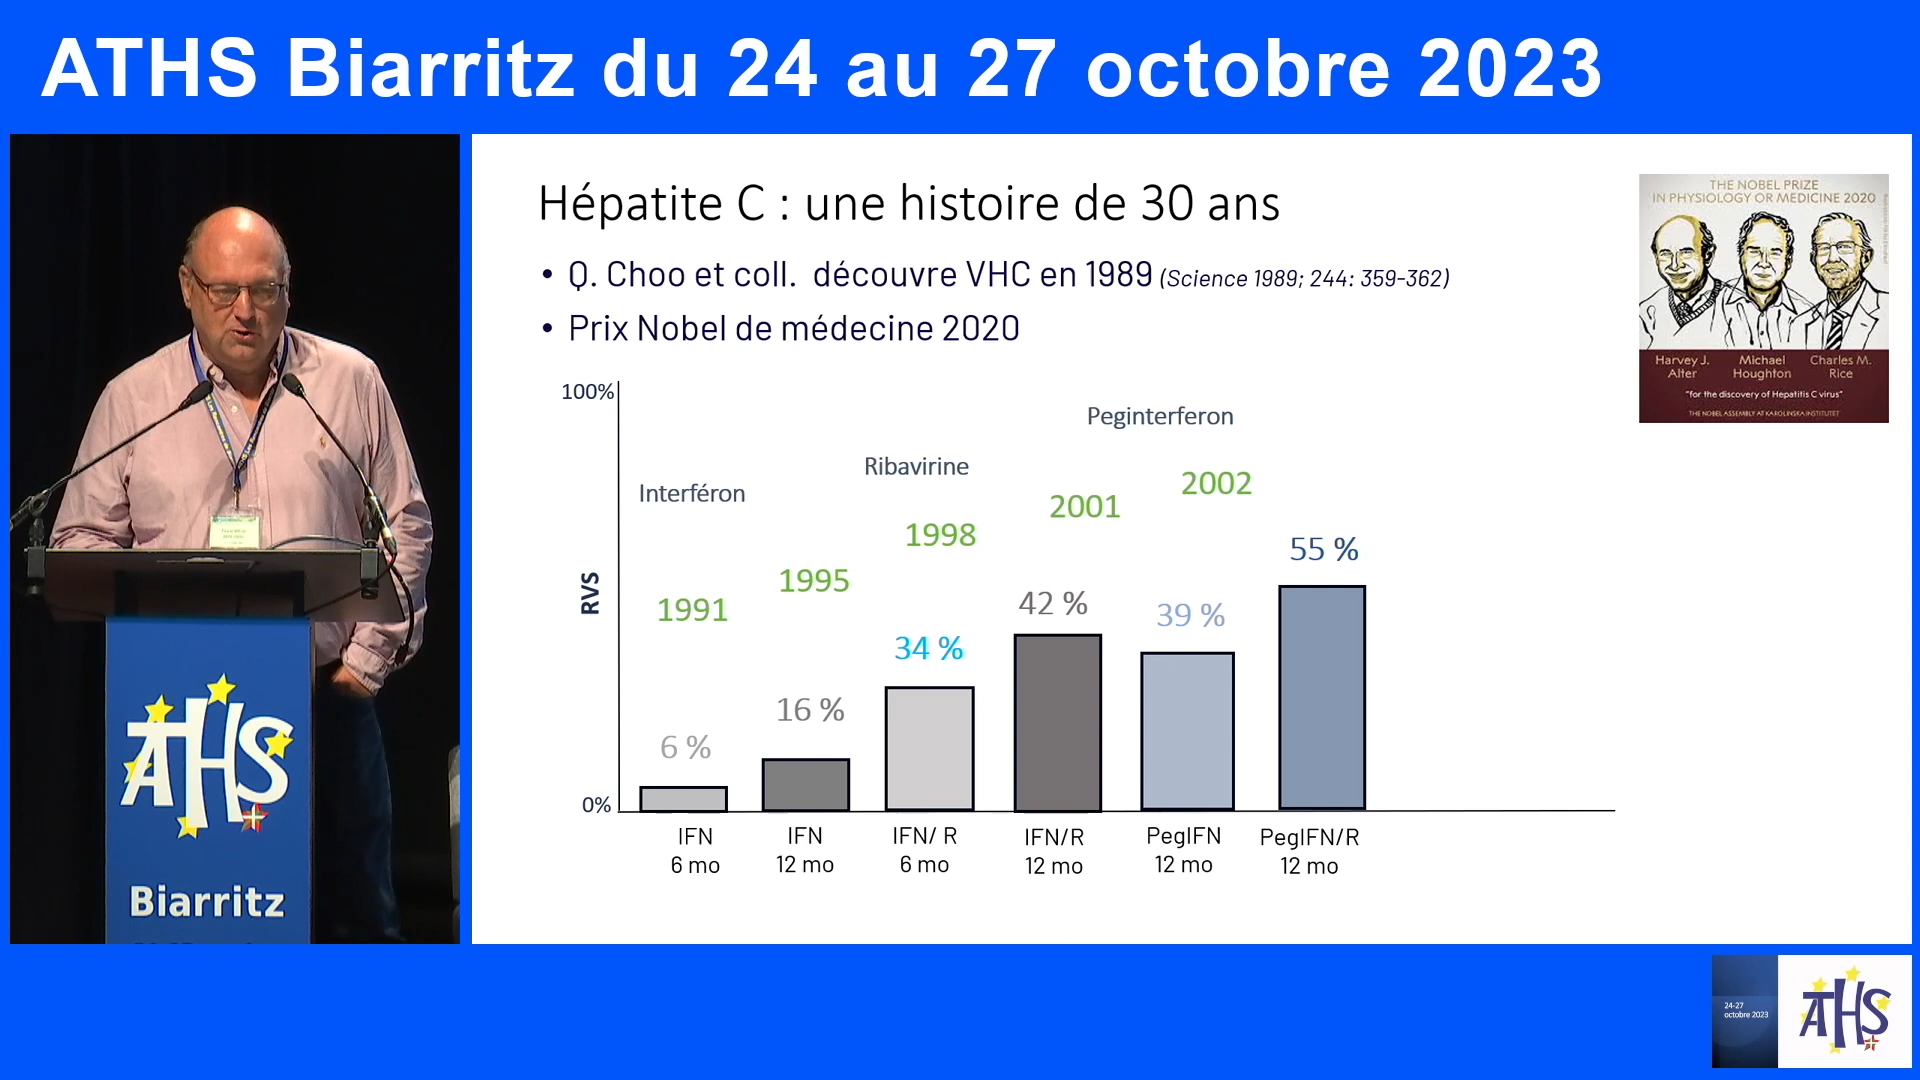 ATHS Biarritz du 24 au 27 octobre 2023
Hépatite C : une histoire de 30 ans
• Q. Choo et coll. découvre VHC en 1989 (Science 1989; 244: 359-362)
• Prix Nobel de médecine 2020
THE NOBEL PRIZE
IN PHYSIOLOGY OR MEDICINE 2020
Harvey J.
Alter
Michael
Houghton
Charles M.
Rice
"for the discovery of Hepatitis C virus"
THE NOBEL ASSEMBLY AT KAROLINSKA INSTITUTET
100%
Peginterferon
Ribavirine
Interféron
2002
2001
1998
1995
1991
55 %
39 %
42 %
34 %
16 %
6 %
RVS
0%
IFN
6 mo
IFN
12 mo
IFN/ R
6 mo
IFN/R
12 mo
PegIFN
12 mo
PegIFN/R
12 mo
ATHS
Biarritz
24-27
octobre 2023
ATHS